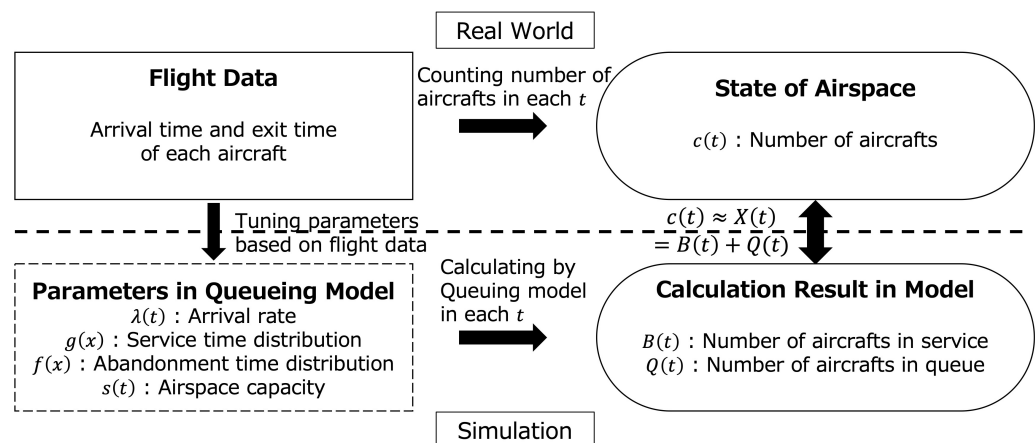 Real World
Flight Data
Arrival time and exit time
of each aircraft
Counting number of
aircrafts in each t
State of Airspace
c(t) : Number of aircrafts
Tuning parameters
based on flight data
c(t) ≈ X(t)
= B(t) + Q(t)
Parameters in Queueing Model
λ(t) : Arrival rate
g(x) : Service time distribution
f(x) : Abandonment time distribution
s(t) : Airspace capacity
Calculating by
Queuing model
in each t
Calculation Result in Model
B(t) : Number of aircrafts in service
Q(t) : Number of aircrafts in queue
Simulation